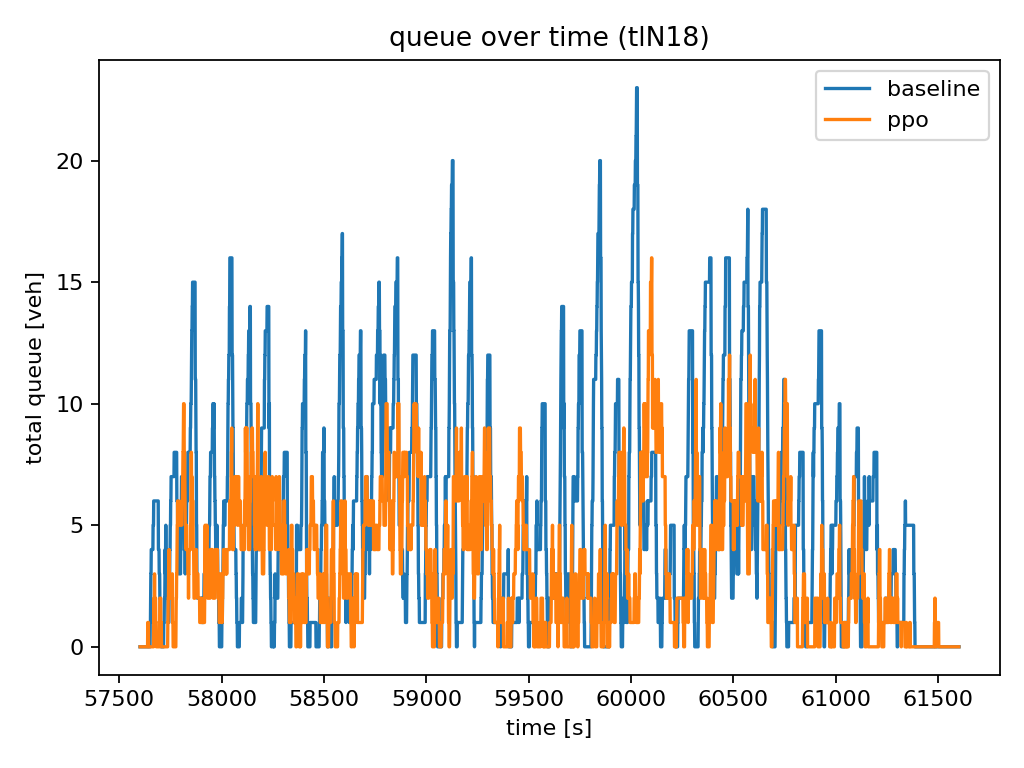 queue over time (tlN18)
baseline
ppo
total queue [veh]
20
15
10
5
0
57500 58000 58500 59000 59500 60000 60500 61000 61500
time [s]